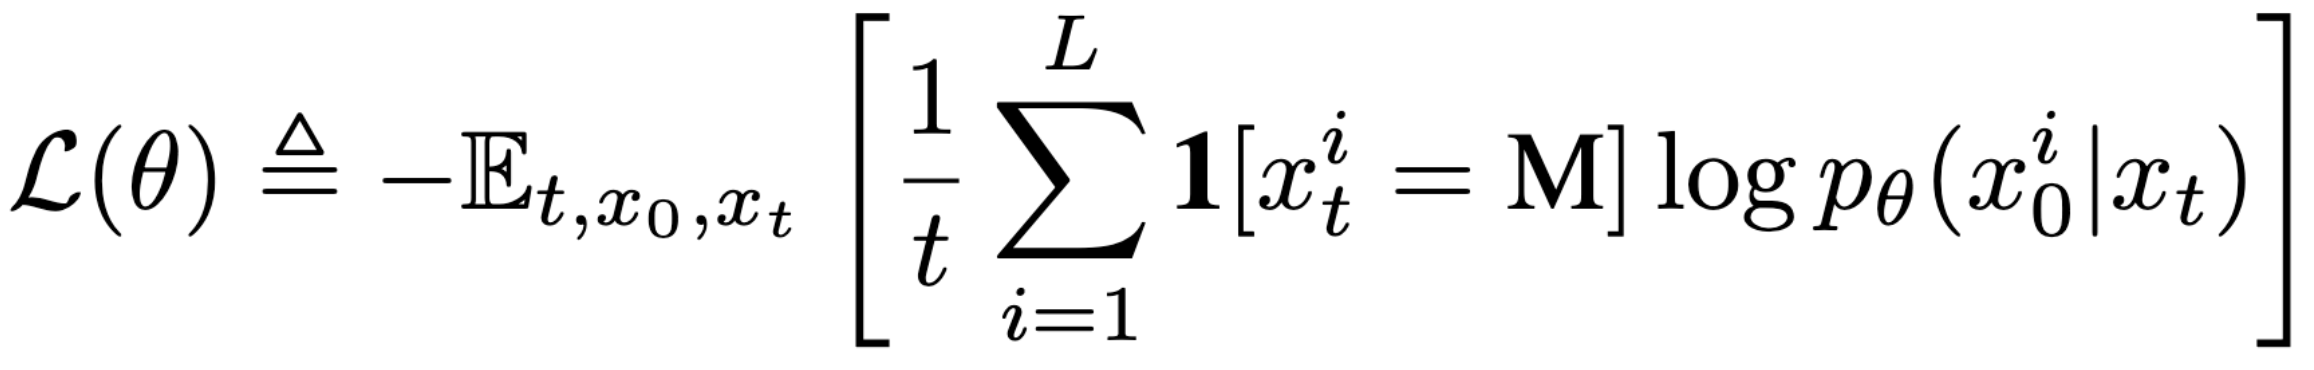 $\mathcal{L}(\theta) \triangleq -\mathbb{E}_{t,x_0,x_t} \left[ \frac{1}{t} \sum_{i=1}^{L} \mathbf{1}[x_t^i = \mathbf{M}] \log p_\theta(x_0^i | x_t) \right]$